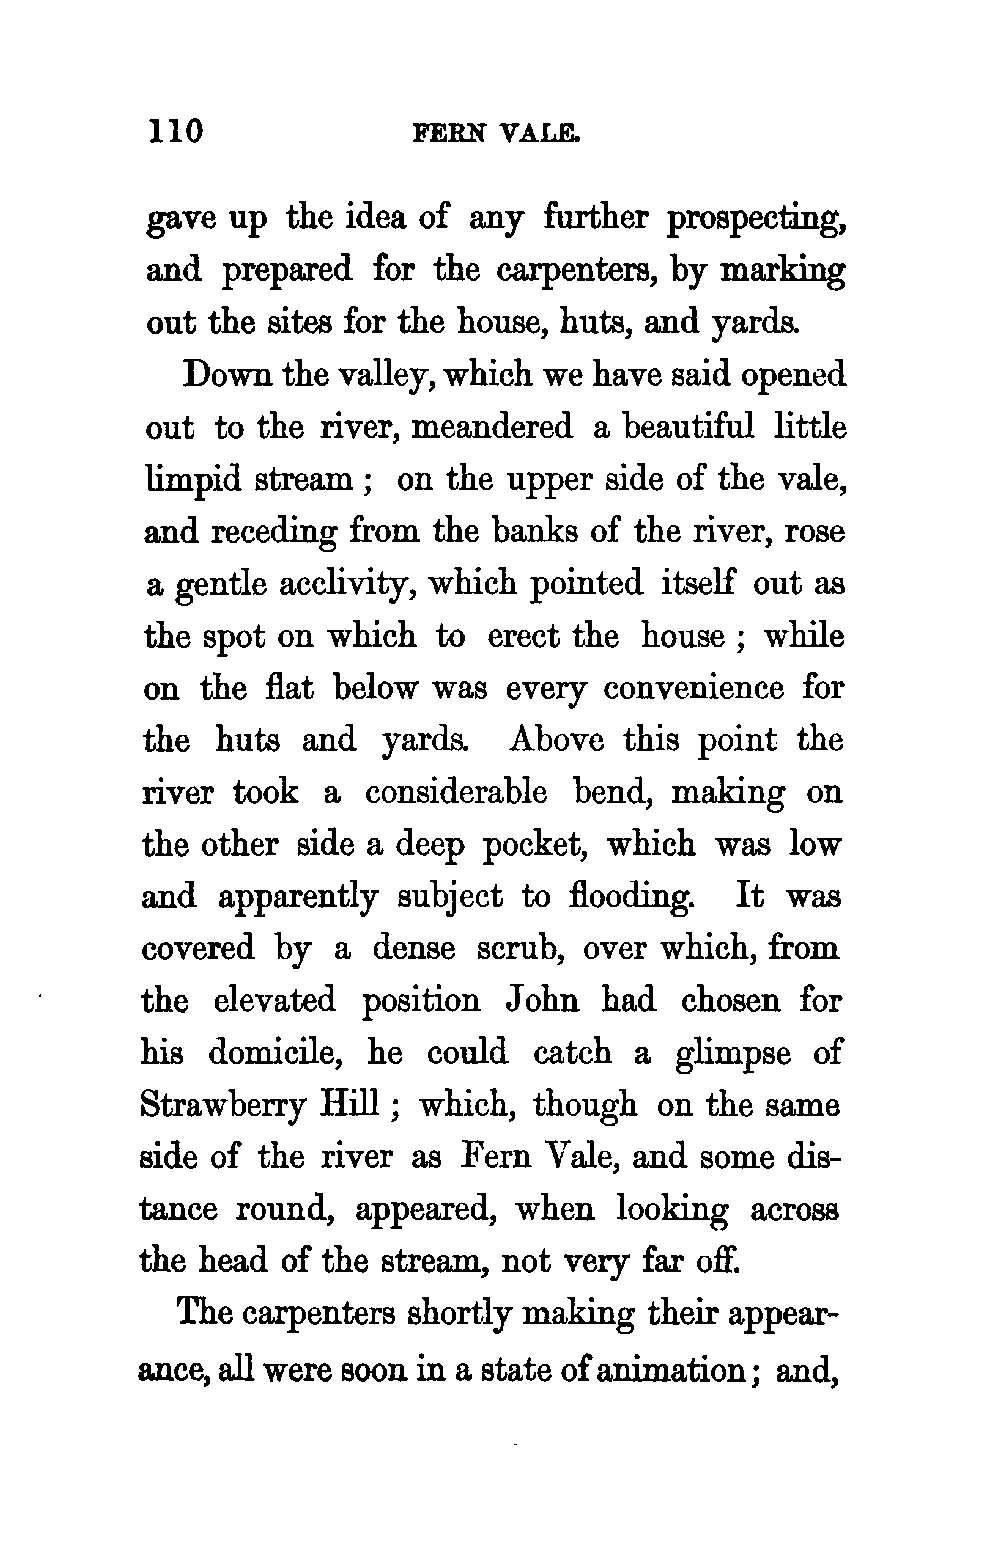 110 FERN VALE.
gave up the idea of any further prospecting,
and prepared for the carpenters, by marking
out the sites for the house, huts, and yards.
Down the valley, which we have said opened
out to the river, meandered a beautiful little
limpid stream ; on the upper side of the vale,
and receding from the banks of the river, rose
a gentle acclivity, which pointed itself out as
the spot on which to erect the house ; while
on the flat below was every convenience for
the huts and yards. Above this point the
river took a considerable bend, making on
the other side a deep pocket, which was low
and apparently subject to flooding. It was
covered by a dense scrub, over which, from
the elevated position John had chosen for
his domicile, he could catch a glimpse of
Strawberry Hill ; which, though on the same
side of the river as Fern Vale, and some dis-
tance round, appeared, when looking across
the head of the stream, not very far off.
The carpenters shortly making their appear-
ance, all were soon in a state of animation ; and,